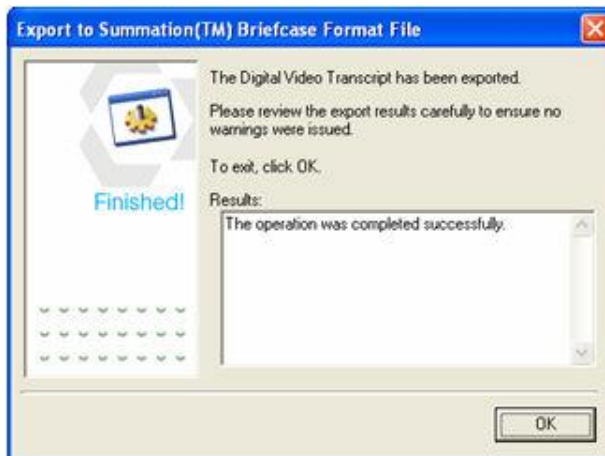 Export to Summation(TM) Briefcase Format File
The Digital Video Transcript has been exported.
Please review the export results carefully to ensure no
warnings were issued.
To exit, click OK.
Finished!
Results:
The operation was completed successfully.
OK